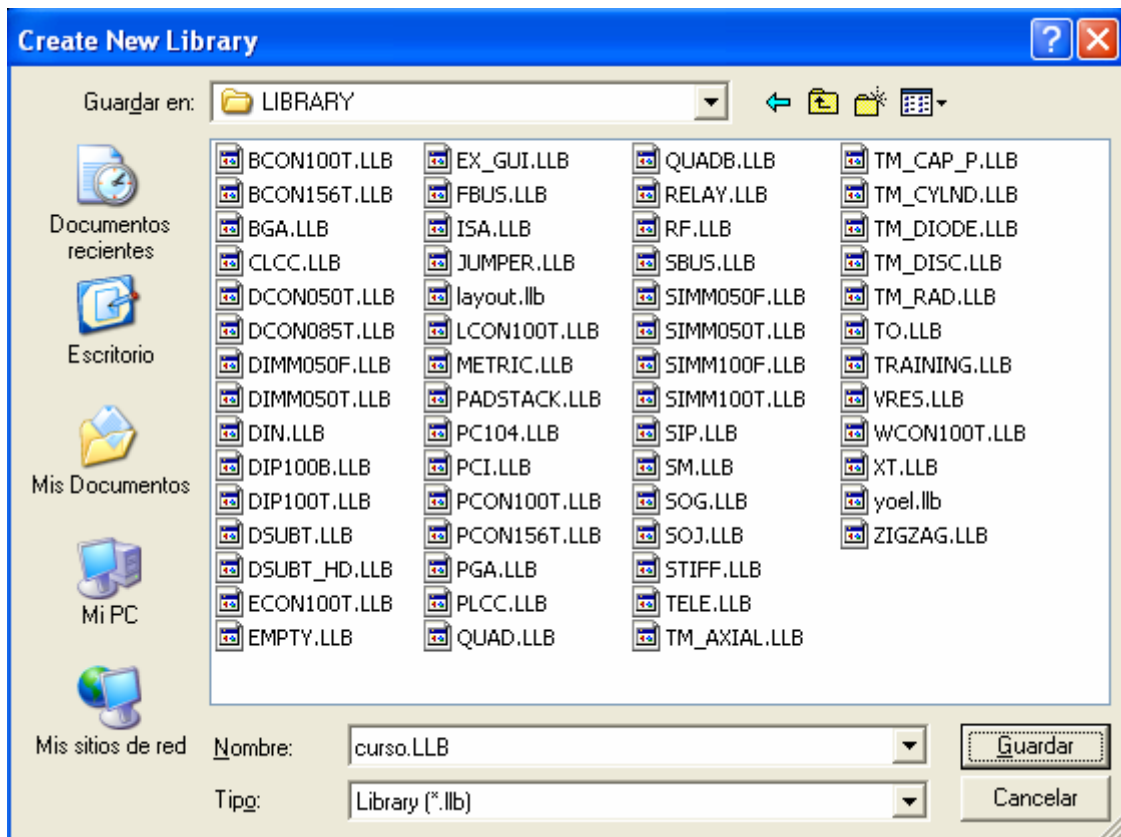 Create New Library
Guardar en:
LIBRARY
Documentos recientes
Escritorio
Mis Documentos
Mi PC
Mis sitios de red
BCON100T.LLB
BCON156T.LLB
BGA.LLB
CLCC.LLB
DCON050T.LLB
DCON085T.LLB
DIMM050F.LLB
DIMM050T.LLB
DIN.LLB
DIP100B.LLB
DIP100T.LLB
DSUBT.LLB
DSUBT_HD.LLB
ECON100T.LLB
EMPTY.LLB
EX_GUI.LLB
FBUS.LLB
ISA.LLB
JUMPER.LLB
layout.llb
LCON100T.LLB
METRIC.LLB
PADSTACK.LLB
PC104.LLB
PCI.LLB
PCON100T.LLB
PCON156T.LLB
PGA.LLB
PLCC.LLB
QUAD.LLB
QUADB.LLB
RELAY.LLB
RF.LLB
SBUS.LLB
SIMM050F.LLB
SIMM050T.LLB
SIMM100F.LLB
SIMM100T.LLB
SIP.LLB
SM.LLB
SOG.LLB
SOJ.LLB
STIFF.LLB
TELE.LLB
TM_AXIAL.LLB
TM_CAP_P.LLB
TM_CYLND.LLB
TM_DIODE.LLB
TM_DISC.LLB
TM_RAD.LLB
TO.LLB
TRAINING.LLB
VRES.LLB
WCON100T.LLB
XT.LLB
yoel.llb
ZIGZAG.LLB
Nombre:
curso.LLB
Guardar
Tipo:
Library (*.llb)
Cancelar